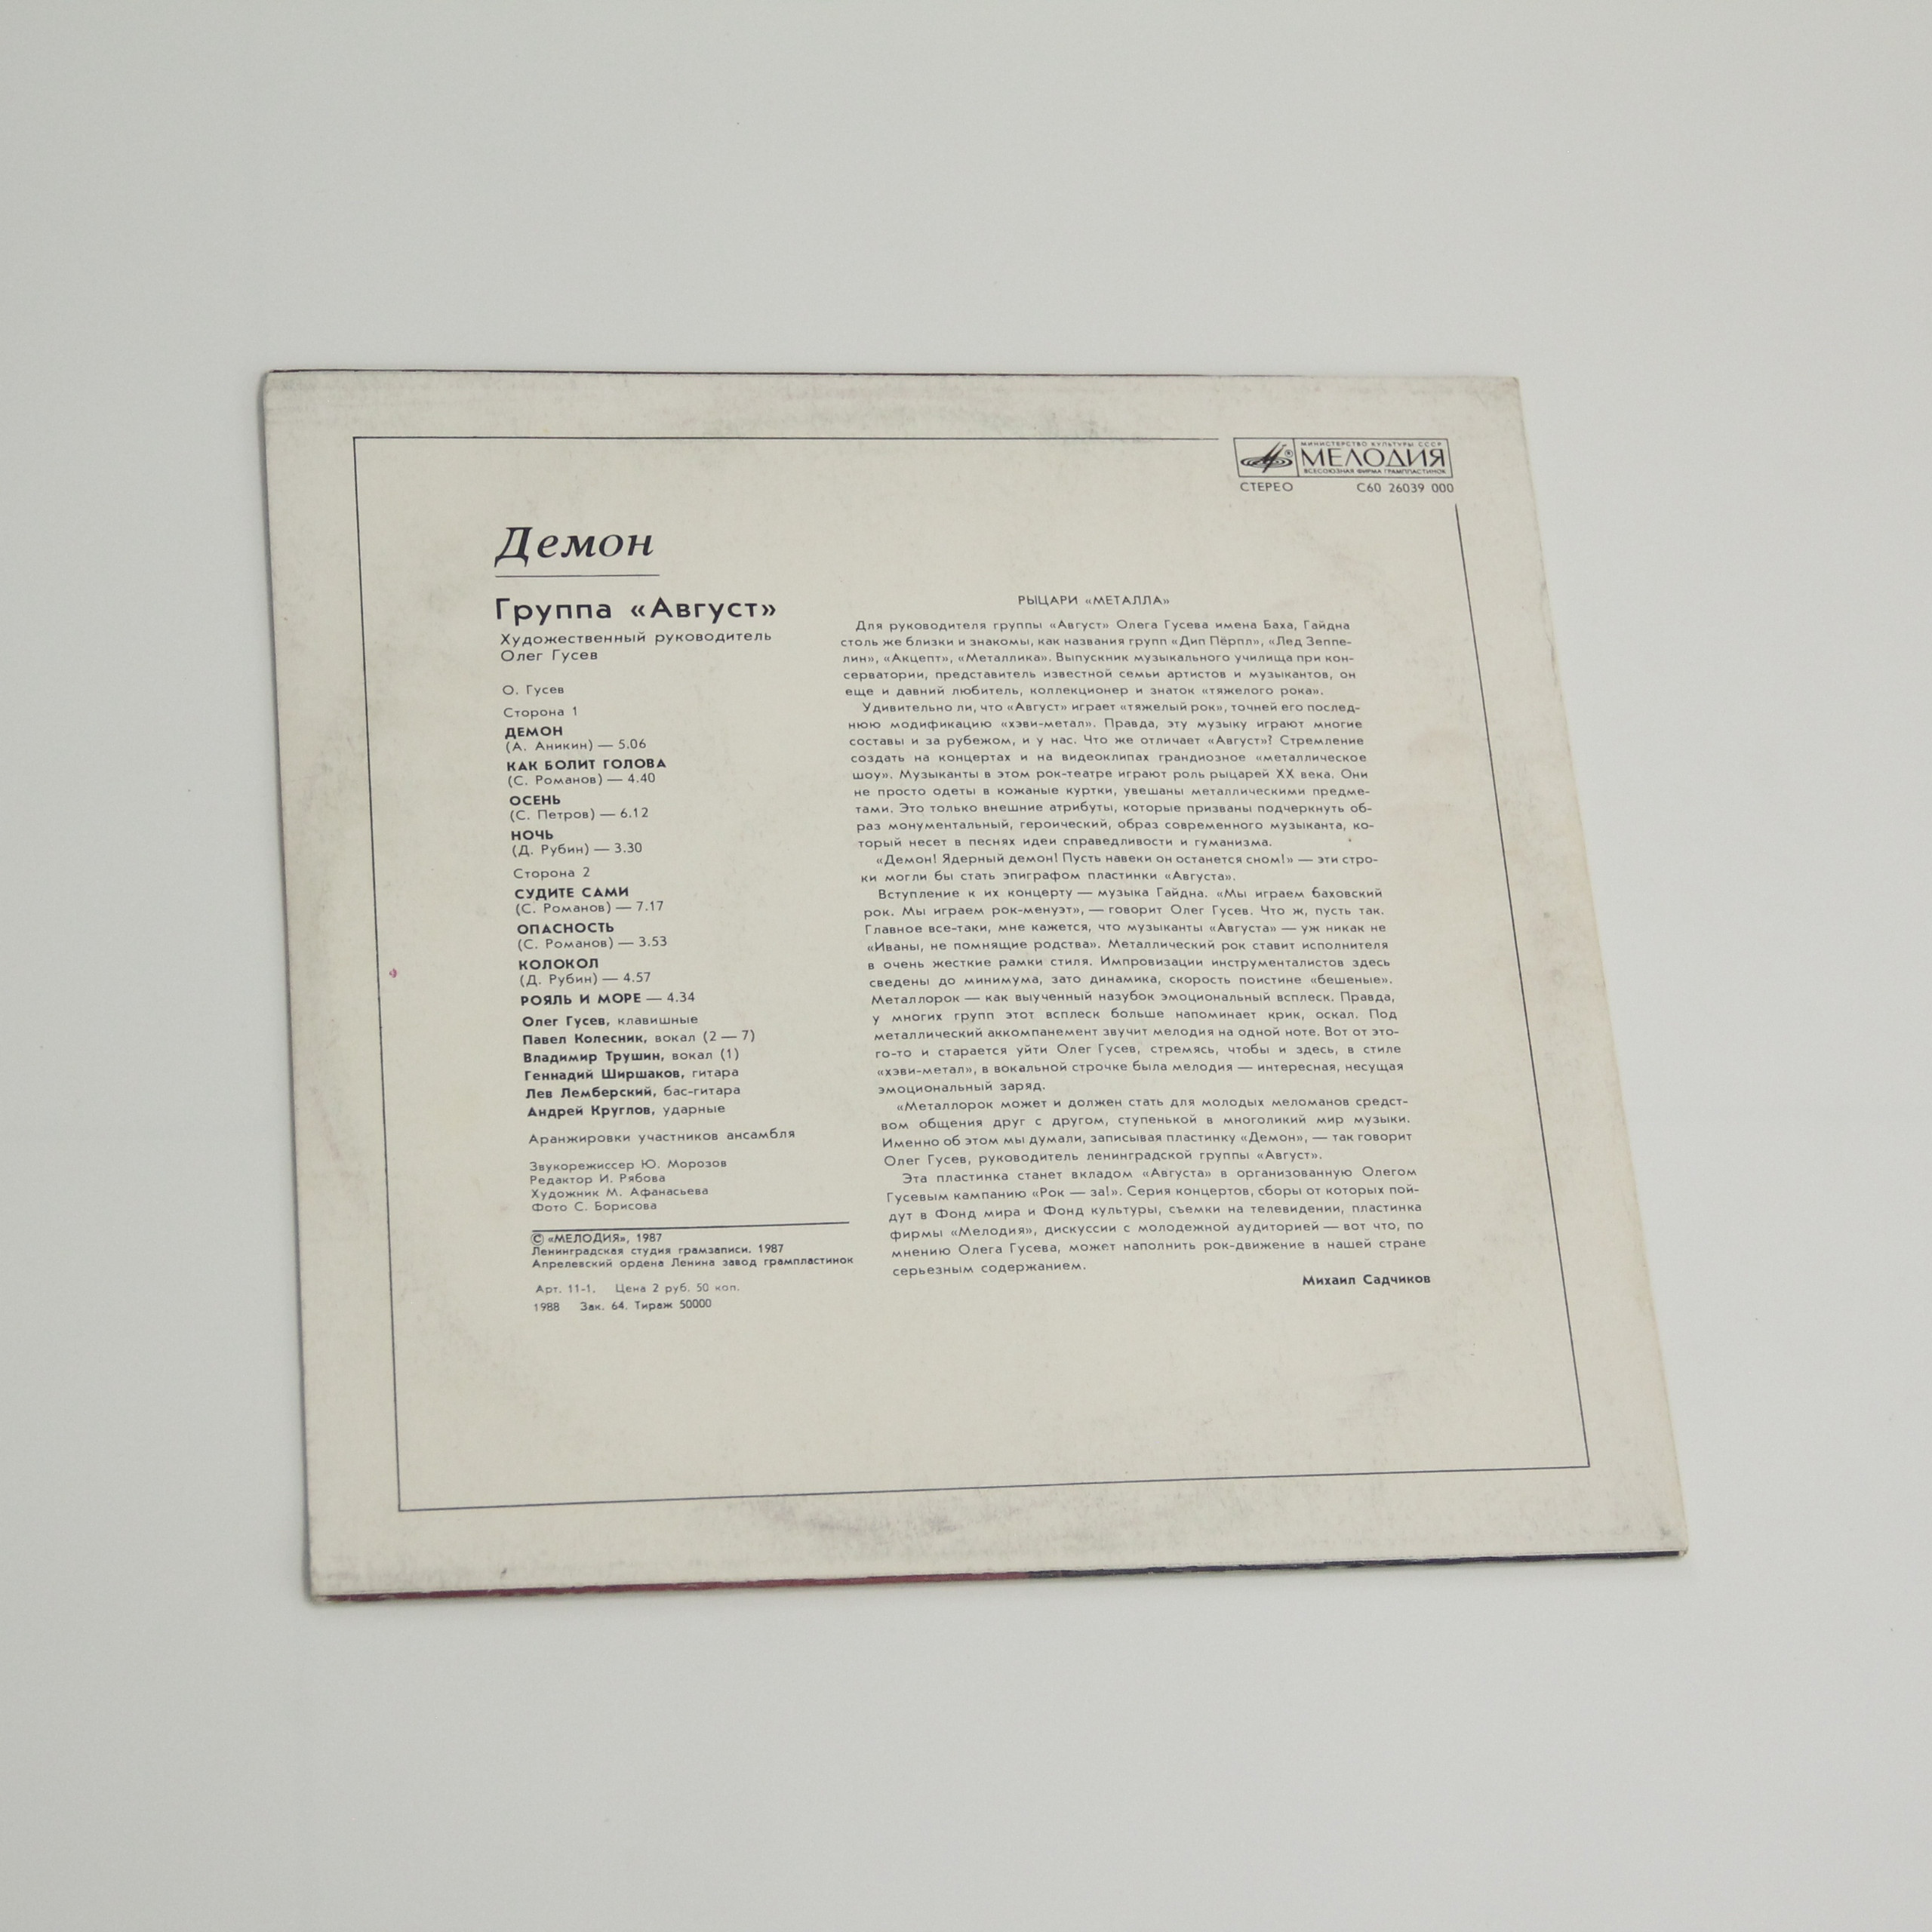 МИНИСТЕРСТВО КУЛЬТУРЫ СССР
МЕЛОДИЯ
ВСЕСОЮЗНАЯ ФИРМА ГРАМПЛАСТИНОК
СТЕРЕО С60 26039 000
Демон
Группа «Август»
Художественный руководитель
Олег Гусев
О. Гусев
Сторона 1
ДЕМОН
(А. Аникин) — 5.06
КАК БОЛИТ ГОЛОВА
(С. Романов) — 4.40
ОСЕНЬ
(С. Петров) — 6.12
НОЧЬ
(Д. Рубин) — 3.30
Сторона 2
СУДИТЕ САМИ
(С. Романов) — 7.17
ОПАСНОСТЬ
(С. Романов) — 3.53
КОЛОКОЛ
(Д. Рубин) — 4.57
РОЯЛЬ И МОРЕ — 4.34
Олег Гусев, клавишные
Павел Колесник, вокал (2 — 7)
Владимир Трушин, вокал (1)
Геннадий Ширшаков, гитара
Лев Лемберский, бас-гитара
Андрей Круглов, ударные
Аранжировки участников ансамбля
Звукорежиссер Ю. Морозов
Редактор И. Рябова
Художник М. Афанасьева
Фото С. Борисова
© «МЕЛОДИЯ», 1987
Ленинградская студия грамзаписи. 1987
Апрелевский ордена Ленина завод грампластинок
Арт. 11-1. Цена 2 руб. 50 коп.
1988 Зак. 64. Тираж 50000
РЫЦАРИ «МЕТАЛЛА»
Для руководителя группы «Август» Олега Гусева имена Баха, Гайдна
столь же близки и знакомы, как названия групп «Дип Пёрпл», «Лед Зеппе-
лин», «Акцепт», «Металлика». Выпускник музыкального училища при кон-
серватории, представитель известной семьи артистов и музыкантов, он
еще и давний любитель, коллекционер и знаток «тяжелого рока».
Удивительно ли, что «Август» играет «тяжелый рок», точней его послед-
нюю модификацию «хэви-метал». Правда, эту музыку играют многие
составы и за рубежом, и у нас. Что же отличает «Август»? Стремление
создать на концертах и на видеоклипах грандиозное «металлическое
шоу». Музыканты в этом рок-театре играют роль рыцарей XX века. Они
не просто одеты в кожаные куртки, увешаны металлическими предме-
тами. Это только внешние атрибуты, которые призваны подчеркнуть об-
раз монументальный, героический, образ современного музыканта, ко-
торый несет в песнях идеи справедливости и гуманизма.
«Демон! Ядерный демон! Пусть навеки он останется сном!» — эти стро-
ки могли бы стать эпиграфом пластинки «Августа».
Вступление к их концерту — музыка Гайдна. «Мы играем баховский
рок. Мы играем рок-менуэт», — говорит Олег Гусев. Что ж, пусть так.
Главное все-таки, мне кажется, что музыканты «Августа» — уж никак не
«Иваны, не помнящие родства». Металлический рок ставит исполнителя
в очень жесткие рамки стиля. Импровизации инструменталистов здесь
сведены до минимума, зато динамика, скорость поистине «бешеные».
Металлорок — как выученный назубок эмоциональный всплеск. Правда,
у многих групп этот всплеск больше напоминает крик, оскал. Под
металлический аккомпанемент звучит мелодия на одной ноте. Вот от это-
го-то и старается уйти Олег Гусев, стремясь, чтобы и здесь, в стиле
«хэви-метал», в вокальной строчке была мелодия — интересная, несущая
эмоциональный заряд.
«Металлорок может и должен стать для молодых меломанов средст-
вом общения друг с другом, ступенькой в многоликий мир музыки.
Именно об этом мы думали, записывая пластинку «Демон», — так говорит
Олег Гусев, руководитель ленинградской группы «Август».
Эта пластинка станет вкладом «Августа» в организованную Олегом
Гусевым кампанию «Рок — за!». Серия концертов, сборы от которых пой-
дут в Фонд мира и Фонд культуры, съемки на телевидении, пластинка
фирмы «Мелодия», дискуссии с молодежной аудиторией — вот что, по
мнению Олега Гусева, может наполнить рок-движение в нашей стране
серьезным содержанием.
Михаил Садчиков